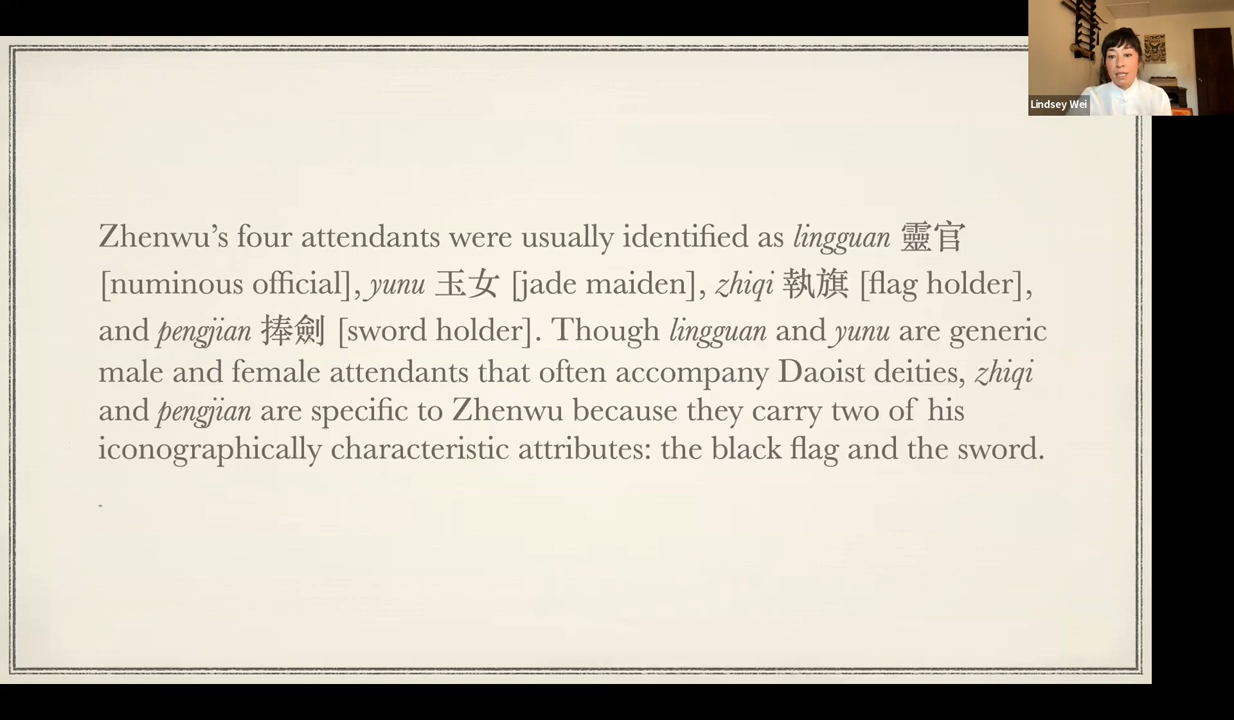 Lindsey Wei
Zhenwu’s four attendants were usually identified as lingguan 靈官
[numinous official], yunu 玉女 [jade maiden], zhiqi 執旗 [flag holder],
and pengjian 捧劍 [sword holder]. Though lingguan and yunu are generic
male and female attendants that often accompany Daoist deities, zhiqi
and pengjian are specific to Zhenwu because they carry two of his
iconographically characteristic attributes: the black flag and the sword.